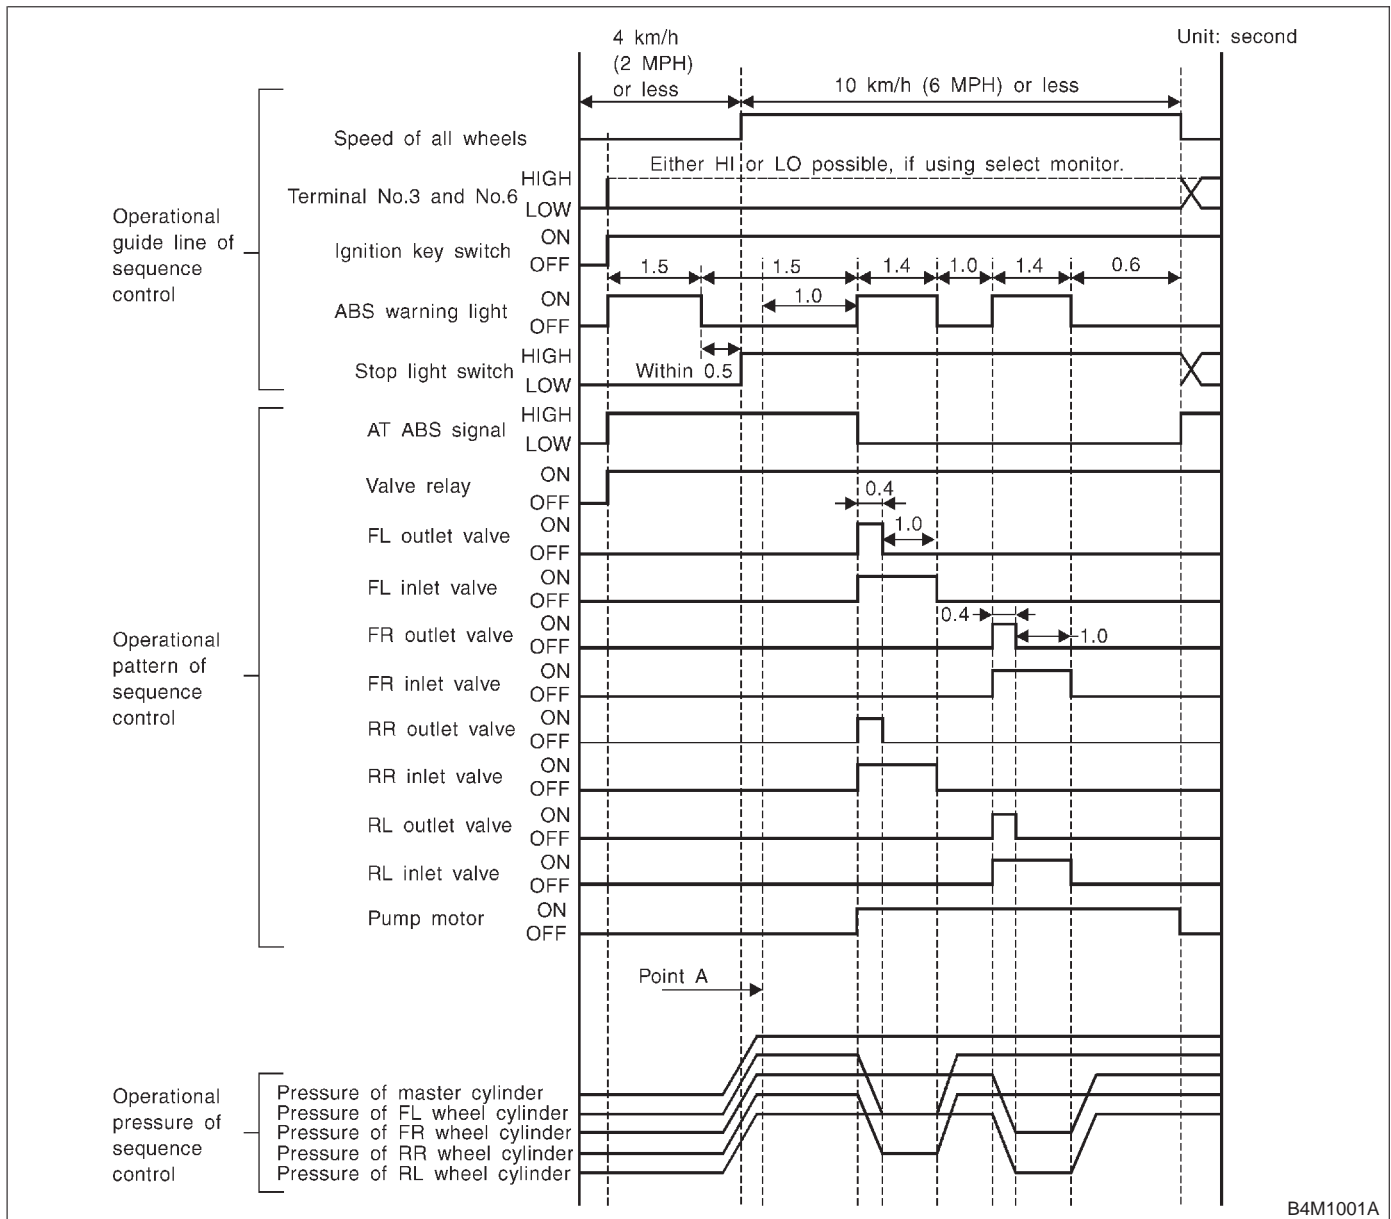 4 km/h
(2 MPH)
or less
Unit: second
10 km/h (6 MPH) or less
Speed of all wheels
Either HI or LO possible, if using select monitor.
HIGH
Terminal No.3 and No.6
LOW
Operational
guide line of
sequence
control
ON
Ignition key switch
OFF
1.5
1.5
1.4
1.0
1.4
0.6
ON
1.0
ABS warning light
OFF
HIGH
Stop light switch
Within 0.5
LOW
HIGH
AT ABS signal
LOW
ON
Valve relay
OFF
0.4
ON
1.0
FL outlet valve
OFF
ON
FL inlet valve
OFF
0.4
ON
FR outlet valve
1.0
OFF
Operational
pattern of
sequence
control
ON
FR inlet valve
OFF
ON
RR outlet valve
OFF
ON
RR inlet valve
OFF
ON
RL outlet valve
OFF
ON
RL inlet valve
OFF
ON
Pump motor
OFF
Point A
Operational
pressure of
sequence
control
Pressure of master cylinder
Pressure of FL wheel cylinder
Pressure of FR wheel cylinder
Pressure of RR wheel cylinder
Pressure of RL wheel cylinder
B4M1001A